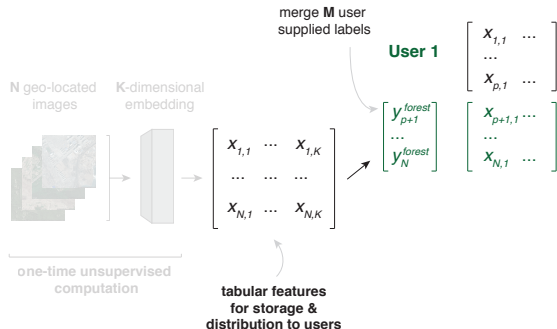 merge M user
supplied labels
User 1
x1,1 ...
...
xp,1
N geo-located
images
K-dimensional
embedding
y^forest_p+1
...
y^forest_N
xp+1,1 ...
...
xN,1 ...
x1,1 ... x1,K
... ... ...
xN,1 ... xN,K
one-time unsupervised
computation
tabular features
for storage &
distribution to users